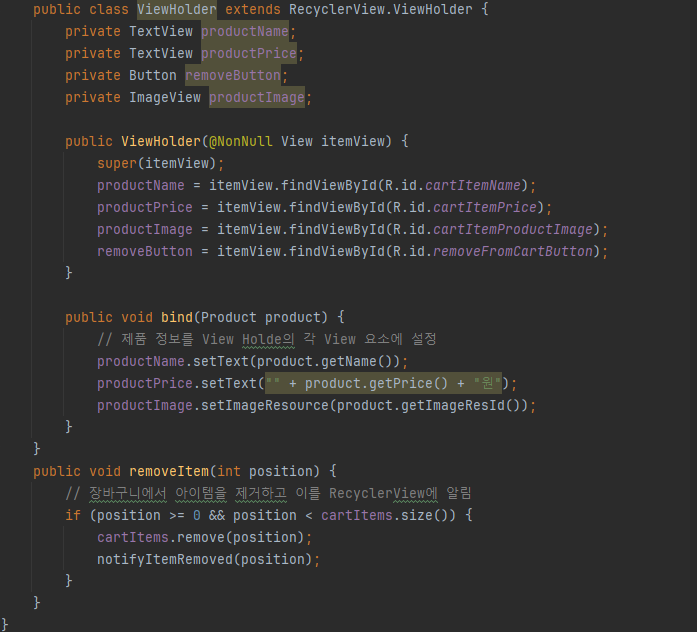 public class ViewHolder extends RecyclerView.ViewHolder {
    private TextView productName;
    private TextView productPrice;
    private Button removeButton;
    private ImageView productImage;

    public ViewHolder(@NonNull View itemView) {
        super(itemView);
        productName = itemView.findViewById(R.id.cartItemName);
        productPrice = itemView.findViewById(R.id.cartItemPrice);
        productImage = itemView.findViewById(R.id.cartItemProductImage);
        removeButton = itemView.findViewById(R.id.removeFromCartButton);
    }

    public void bind(Product product) {
        // 제품 정보를 View Holde의 각 View 요소에 설정
        productName.setText(product.getName());
        productPrice.setText("" + product.getPrice() + "원");
        productImage.setImageResource(product.getImageResId());
    }
}
public void removeItem(int position) {
    // 장바구니에서 아이템을 제거하고 이를 RecyclerView에 알림
    if (position >= 0 && position < cartItems.size()) {
        cartItems.remove(position);
        notifyItemRemoved(position);
    }
}
}